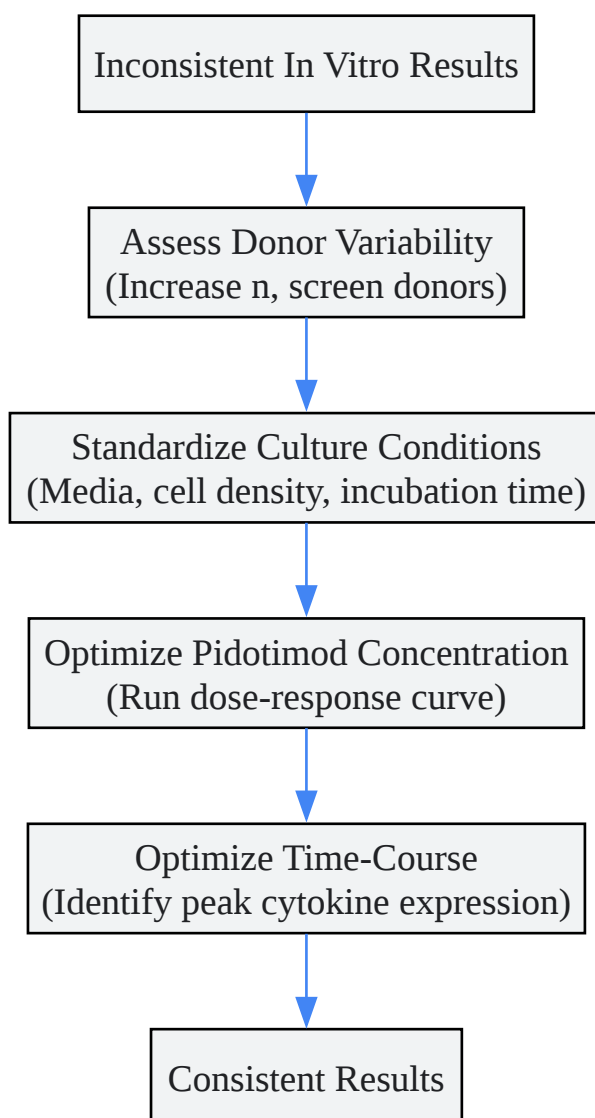 Inconsistent In Vitro Results
Assess Donor Variability
(Increase n, screen donors)
Standardize Culture Conditions
(Media, cell density, incubation time)
Optimize Pidotimod Concentration
(Run dose-response curve)
Optimize Time-Course
(Identify peak cytokine expression)
Consistent Results